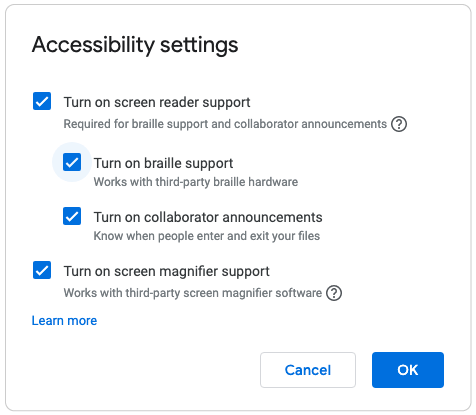 Accessibility settings
Turn on screen reader support
Required for braille support and collaborator announcements
Turn on braille support
Works with third-party braille hardware
Turn on collaborator announcements
Know when people enter and exit your files
Turn on screen magnifier support
Works with third-party screen magnifier software
Learn more
Cancel OK